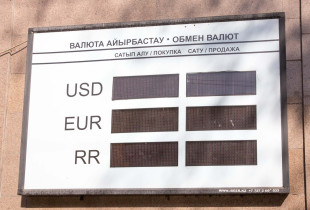 ВАЛЮТА АЙЫРБАСТАУ • ОБМЕН ВАЛЮТ
САТЫП АЛУ / ПОКУПКА САТУ / ПРОДАЖА
USD
EUR
RR